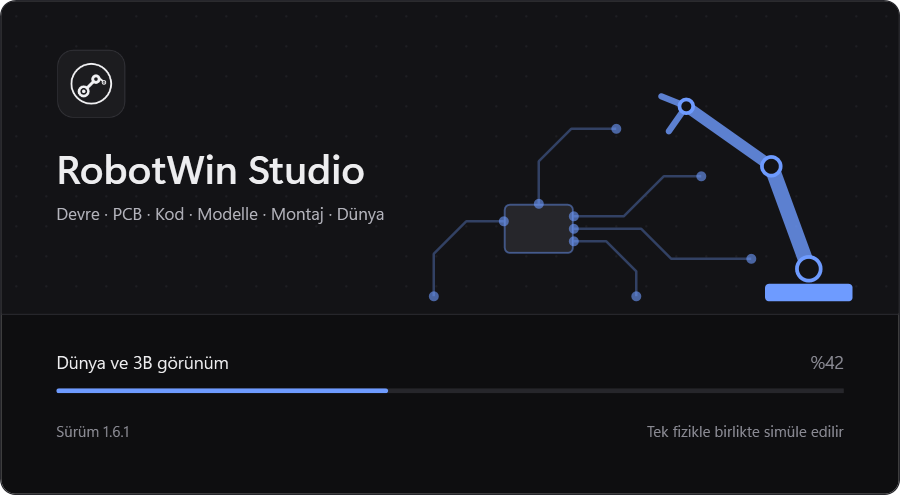 RobotWin Studio
Devre · PCB · Kod · Modelle · Montaj · Dünya
Dünya ve 3B görünüm
%42
Sürüm 1.6.1
Tek fizikle birlikte simüle edilir